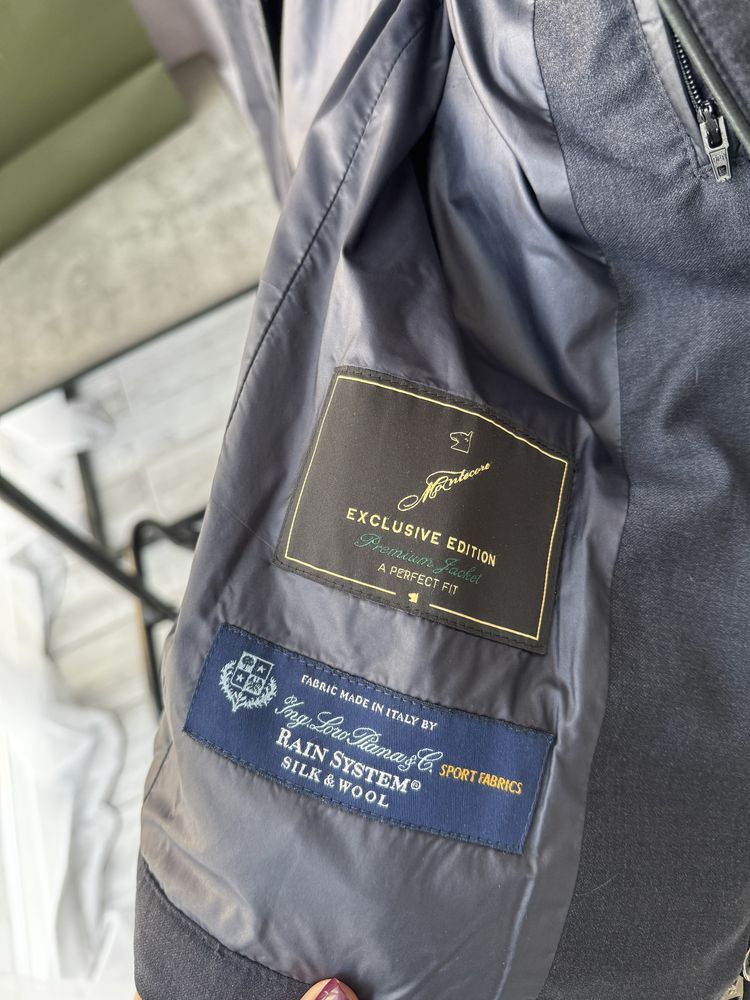 Montecore
EXCLUSIVE EDITION
Premium Jacket
A PERFECT FIT
FABRIC MADE IN ITALY BY
Ing. Loro Piana & C.
RAIN SYSTEM® SPORT FABRICS
SILK & WOOL